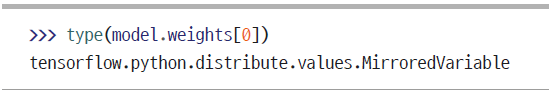 >>> type(model.weights[0])
tensorflow.python.distribute.values.MirroredVariable